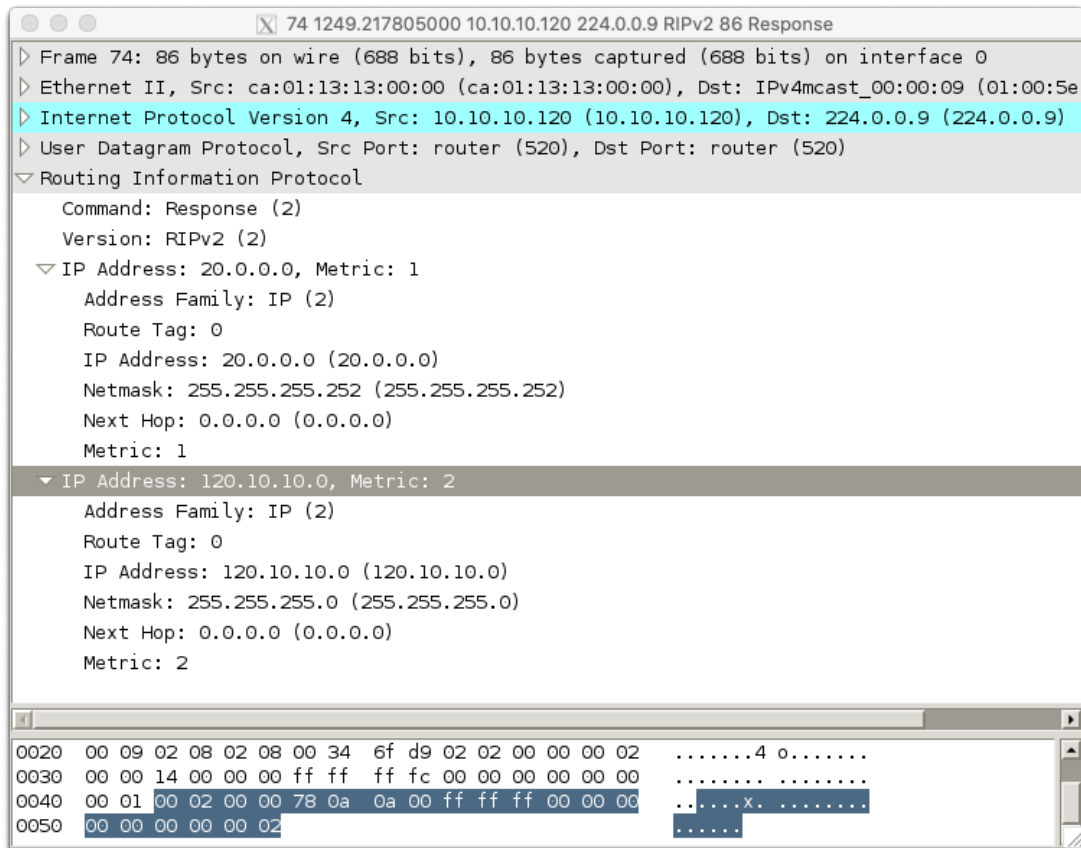 X 74 1249.217805000 10.10.10.120 224.0.0.9 RIPv2 86 Response
Frame 74: 86 bytes on wire (688 bits), 86 bytes captured (688 bits) on interface 0
Ethernet II, Src: ca:01:13:13:00:00 (ca:01:13:13:00:00), Dst: IPv4mcast_00:00:09 (01:00:5e
Internet Protocol Version 4, Src: 10.10.10.120 (10.10.10.120), Dst: 224.0.0.9 (224.0.0.9)
User Datagram Protocol, Src Port: router (520), Dst Port: router (520)
Routing Information Protocol
Command: Response (2)
Version: RIPv2 (2)
IP Address: 20.0.0.0, Metric: 1
Address Family: IP (2)
Route Tag: 0
IP Address: 20.0.0.0 (20.0.0.0)
Netmask: 255.255.255.252 (255.255.255.252)
Next Hop: 0.0.0.0 (0.0.0.0)
Metric: 1
IP Address: 120.10.10.0, Metric: 2
Address Family: IP (2)
Route Tag: 0
IP Address: 120.10.10.0 (120.10.10.0)
Netmask: 255.255.255.0 (255.255.255.0)
Next Hop: 0.0.0.0 (0.0.0.0)
Metric: 2
0020 00 09 02 08 02 08 00 34 6f d9 02 02 00 00 00 02 .......4 o.......
0030 00 00 14 00 00 00 ff ff ff fc 00 00 00 00 00 00 ........ ........
0040 00 01 00 02 00 00 78 0a 0a 00 ff ff ff 00 00 00 ......x. ........
0050 00 00 00 00 00 02 ......